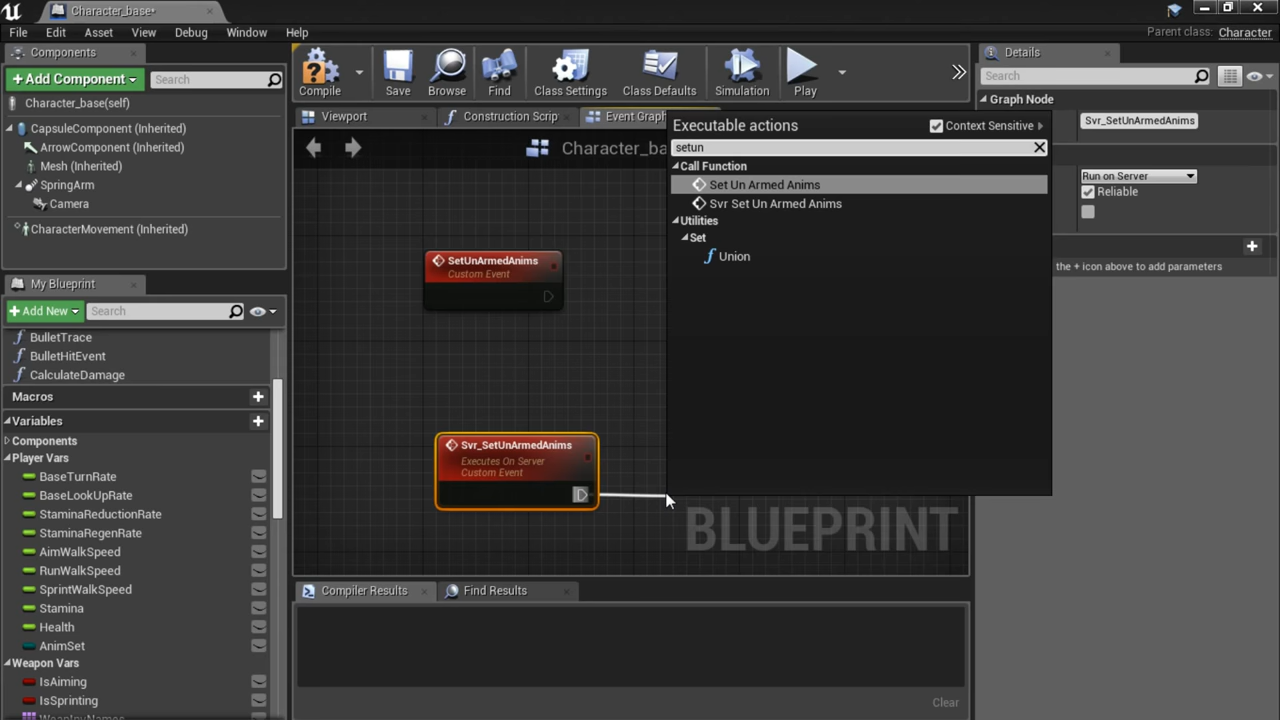 Character_base*
File Edit Asset View Debug Window Help
Parent class: Character
Components
+Add Component
Search
Character_base(self)
CapsuleComponent (Inherited)
ArrowComponent (Inherited)
Mesh (Inherited)
SpringArm
Camera
CharacterMovement (Inherited)
My Blueprint
+Add New
Search
BulletTrace
BulletHitEvent
CalculateDamage
Macros
Variables
Components
Player Vars
BaseTurnRate
BaseLookUpRate
StaminaReductionRate
StaminaRegenRate
AimWalkSpeed
RunWalkSpeed
SprintWalkSpeed
Stamina
Health
AnimSet
Weapon Vars
IsAiming
IsSprinting
Compile Save Browse Find Class Settings Class Defaults Simulation Play
Viewport
Construction Scrip
Event Grap
Character_ba
SetUnArmedAnims
Custom Event
Svr_SetUnArmedAnims
Executes On Server
Custom Event
BLUEPRINT
Executable actions
Context Sensitive
setun
Call Function
Set Un Armed Anims
Svr Set Un Armed Anims
Utilities
Set
Union
Compiler Results
Find Results
Clear
Details
Search
Graph Node
Svr_SetUnArmedAnims
Run on Server
Reliable
the + icon above to add parameters